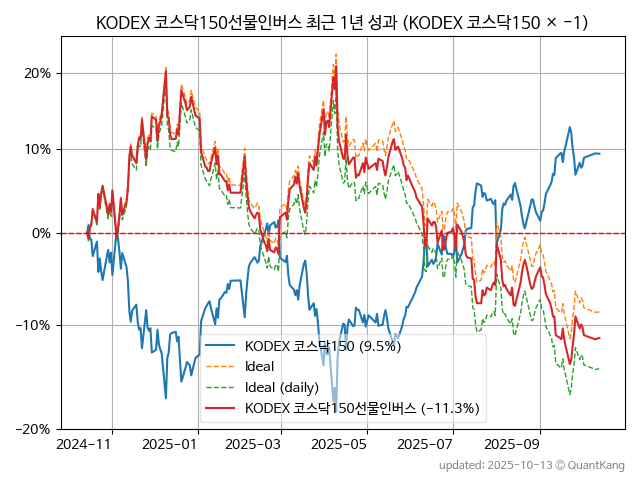 KODEX 코스닥150선물인버스 최근 1년 성과 (KODEX 코스닥150 × −1)
20%
10%
0%
−10%
−20%
KODEX 코스닥150 (9.5%)
Ideal
Ideal (daily)
KODEX 코스닥150선물인버스 (−11.3%)
2024-11 2025-01 2025-03 2025-05 2025-07 2025-09
updated: 2025-10-13 ⓒ QuantKang